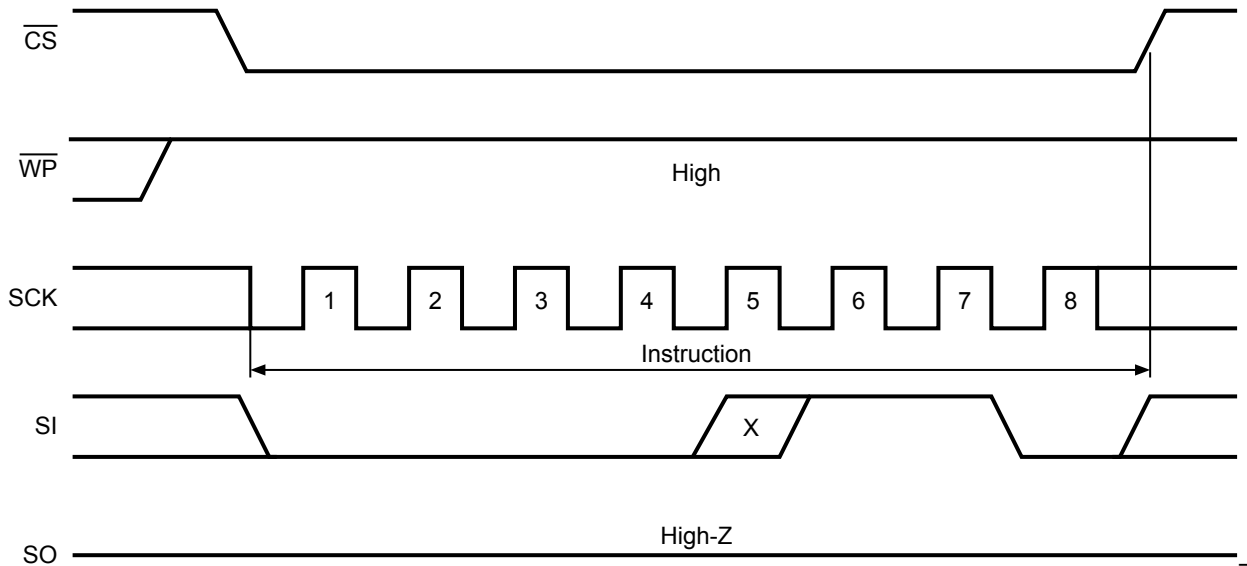 CS
WP
High
SCK
1 2 3 4 5 6 7 8
Instruction
SI
X
High-Z
SO